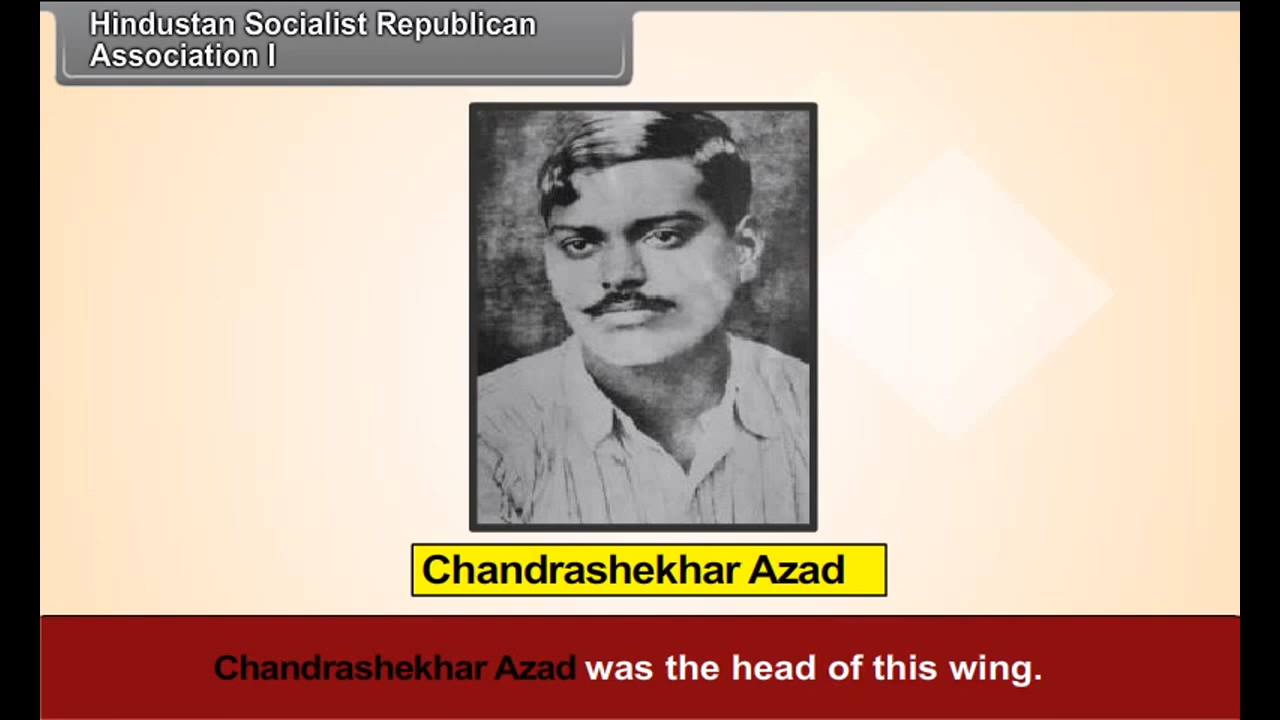 Hindustan Socialist Republican
Association I
Chandrashekhar Azad
Chandrashekhar Azad was the head of this wing.